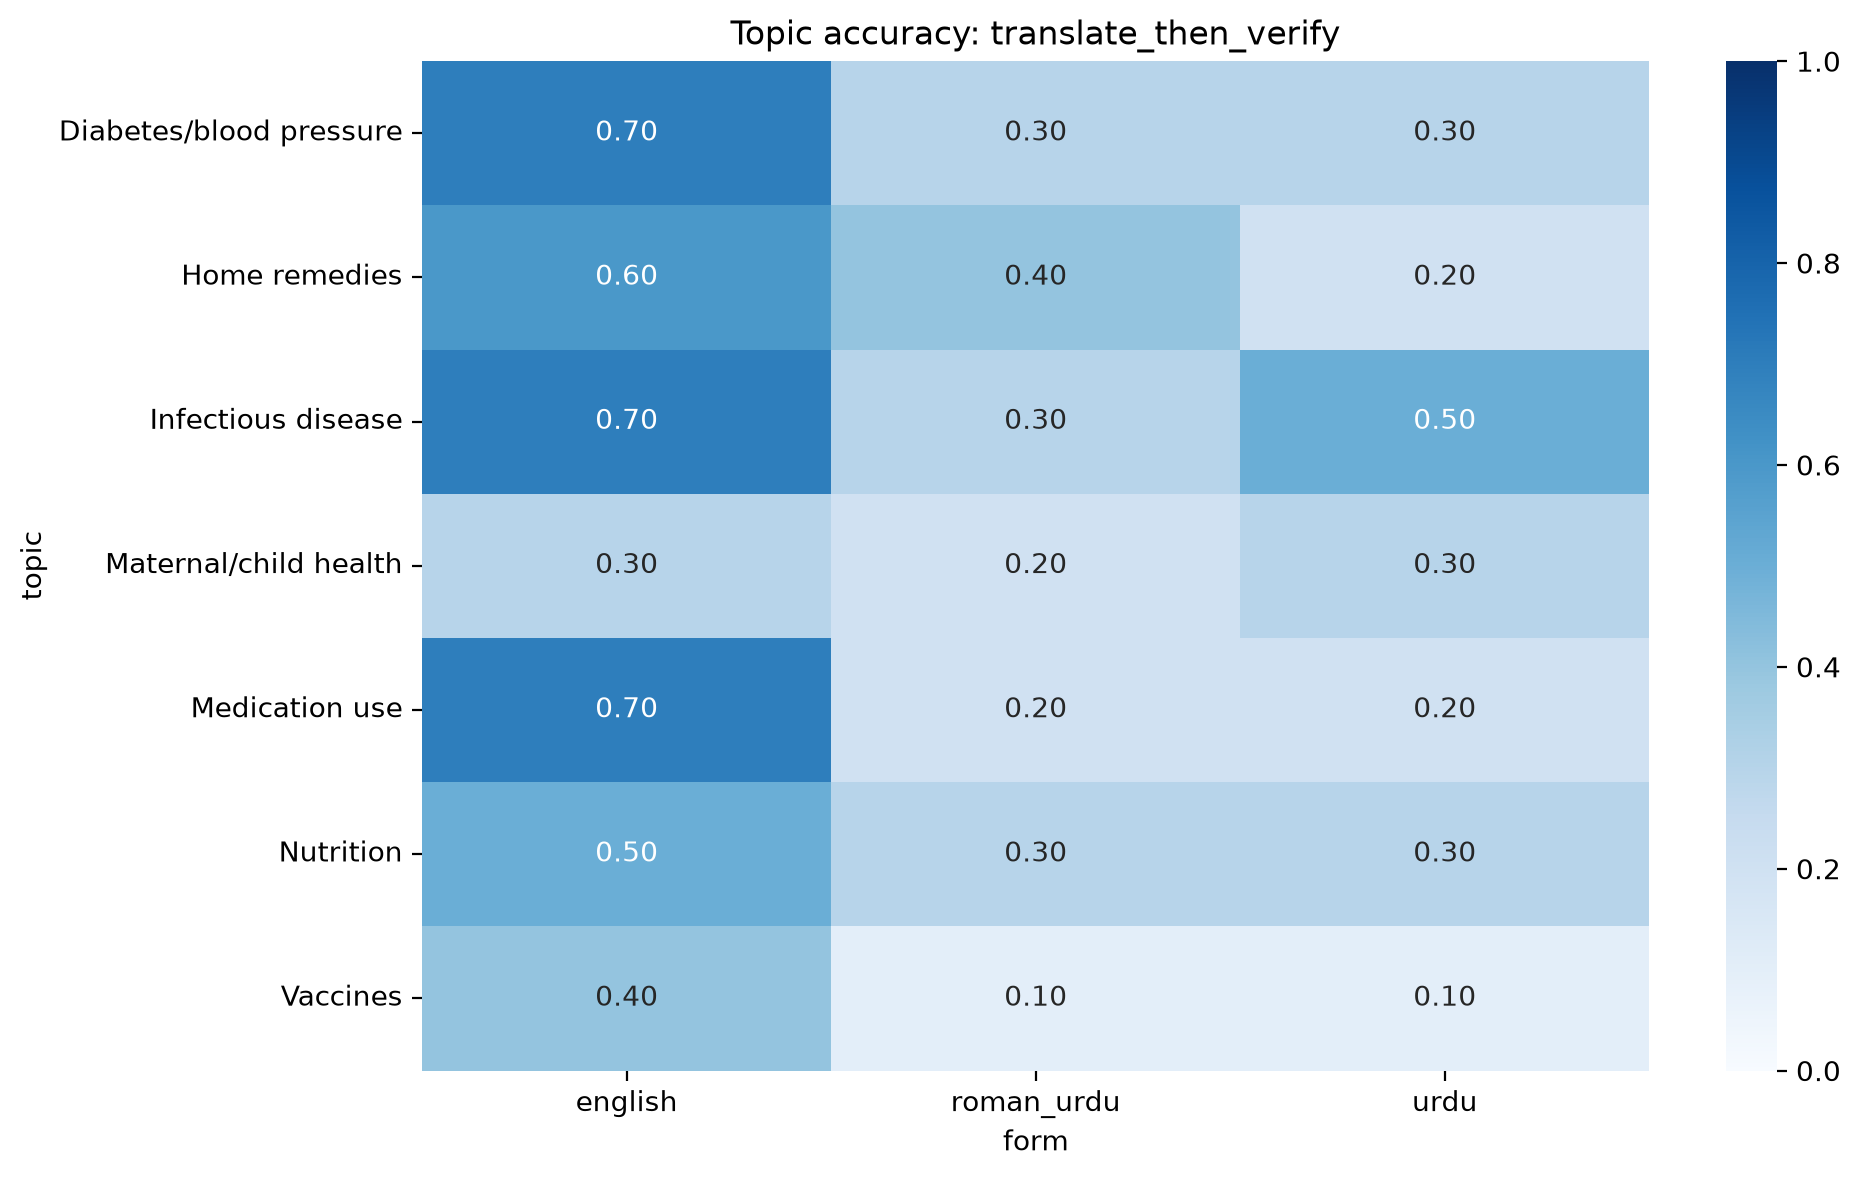 Topic accuracy: translate_then_verify
Diabetes/blood pressure 0.70 0.30 0.30
Home remedies 0.60 0.40 0.20
Infectious disease 0.70 0.30 0.50
Maternal/child health 0.30 0.20 0.30
Medication use 0.70 0.20 0.20
Nutrition 0.50 0.30 0.30
Vaccines 0.40 0.10 0.10
english roman_urdu urdu
form
topic
1.0
0.8
0.6
0.4
0.2
0.0